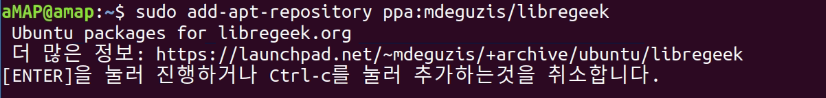 aMAP@amap:~$ sudo add-apt-repository ppa:mdeguzis/libregeek
Ubuntu packages for libregeek.org
더 많은 정보: https://launchpad.net/~mdeguzis/+archive/ubuntu/libregeek
[ENTER]을 눌러 진행하거나 Ctrl-c를 눌러 추가하는것을 취소합니다.